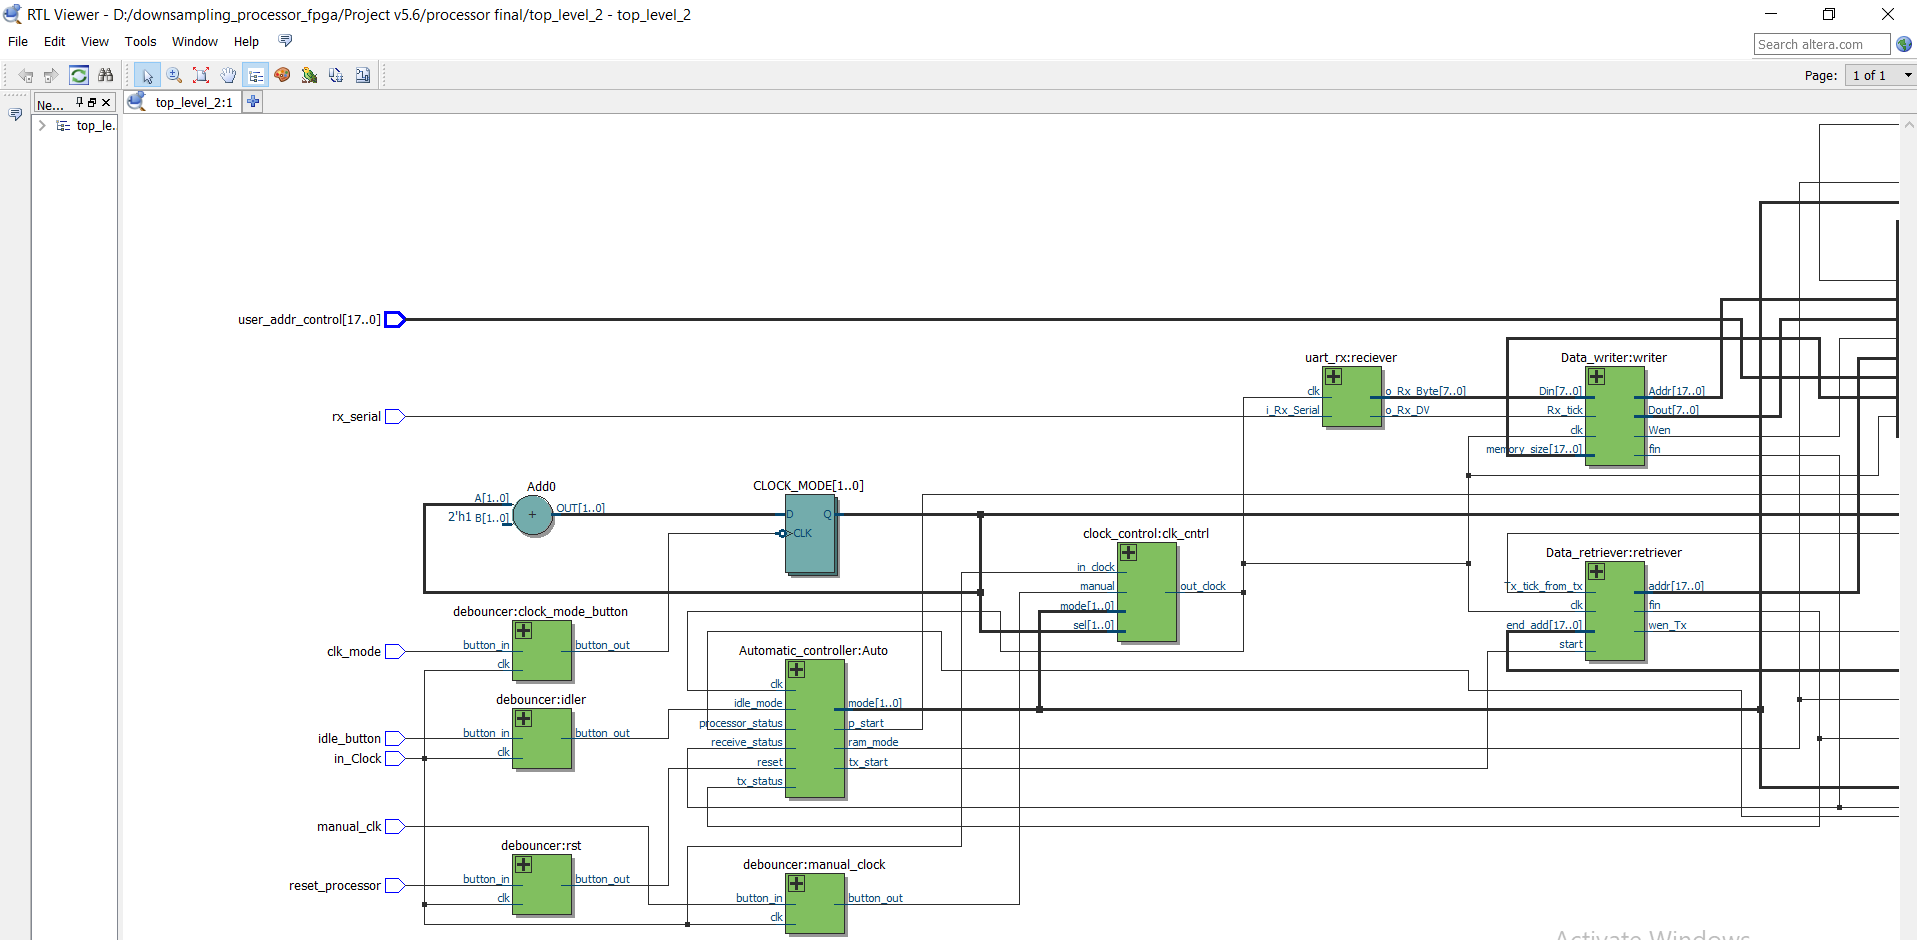 RTL Viewer - D:/downsampling_processor_fpga/Project v5.6/processor final/top_level_2 - top_level_2
File Edit View Tools Window Help
Search altera.com
Page: 1 of 1
Ne...
top_level_2:1
top_le.
user_addr_control[17..0]
uart_rx:reciever
Data_writer:writer
clk
o_Rx_Byte[7..0]
Din[7..0]
Addr[17..0]
rx_serial
i_Rx_Serial
o_Rx_DV
Rx_tick
Dout[7..0]
clk
Wen
memory_size[17..0]
fin
Add0
CLOCK_MODE[1..0]
A[1..0]
2'h1 B[1..0]
+
OUT[1..0]
D
Q
CLK
clock_control:clk_cntrl
Data_retriever:retriever
in_clock
manual
out_clock
mode[1..0]
sel[1..0]
Tx_tick_from_tx
addr[17..0]
clk
fin
end_add[17..0]
wen_Tx
start
debouncer:clock_mode_button
clk_mode
button_in
button_out
clk
Automatic_controller:Auto
clk
idle_mode
mode[1..0]
processor_status
p_start
receive_status
ram_mode
reset
tx_start
tx_status
debouncer:idler
idle_button
button_in
button_out
in_Clock
clk
manual_clk
debouncer:rst
reset_processor
button_in
button_out
clk
debouncer:manual_clock
button_in
button_out
clk
Activate Windows